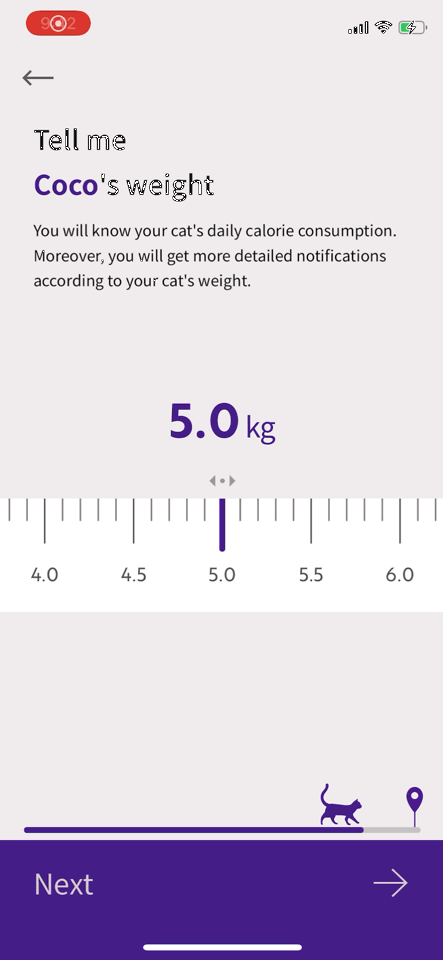 Tell me
Coco's weight
You will know your cat's daily calorie consumption.
Moreover, you will get more detailed notifications
according to your cat's weight.
5.0 kg
4.0 4.5 5.0 5.5 6.0
Next